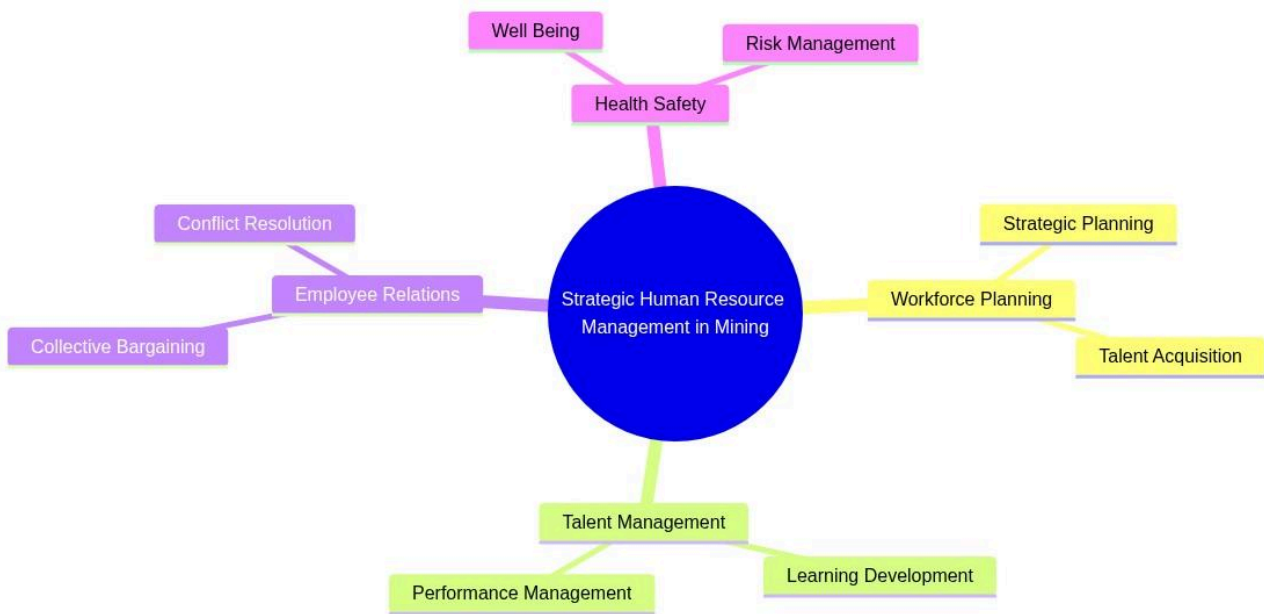 Well Being
Risk Management
Health Safety
Conflict Resolution
Strategic Planning
Employee Relations
Strategic Human Resource
Management in Mining
Workforce Planning
Collective Bargaining
Talent Acquisition
Talent Management
Performance Management
Learning Development